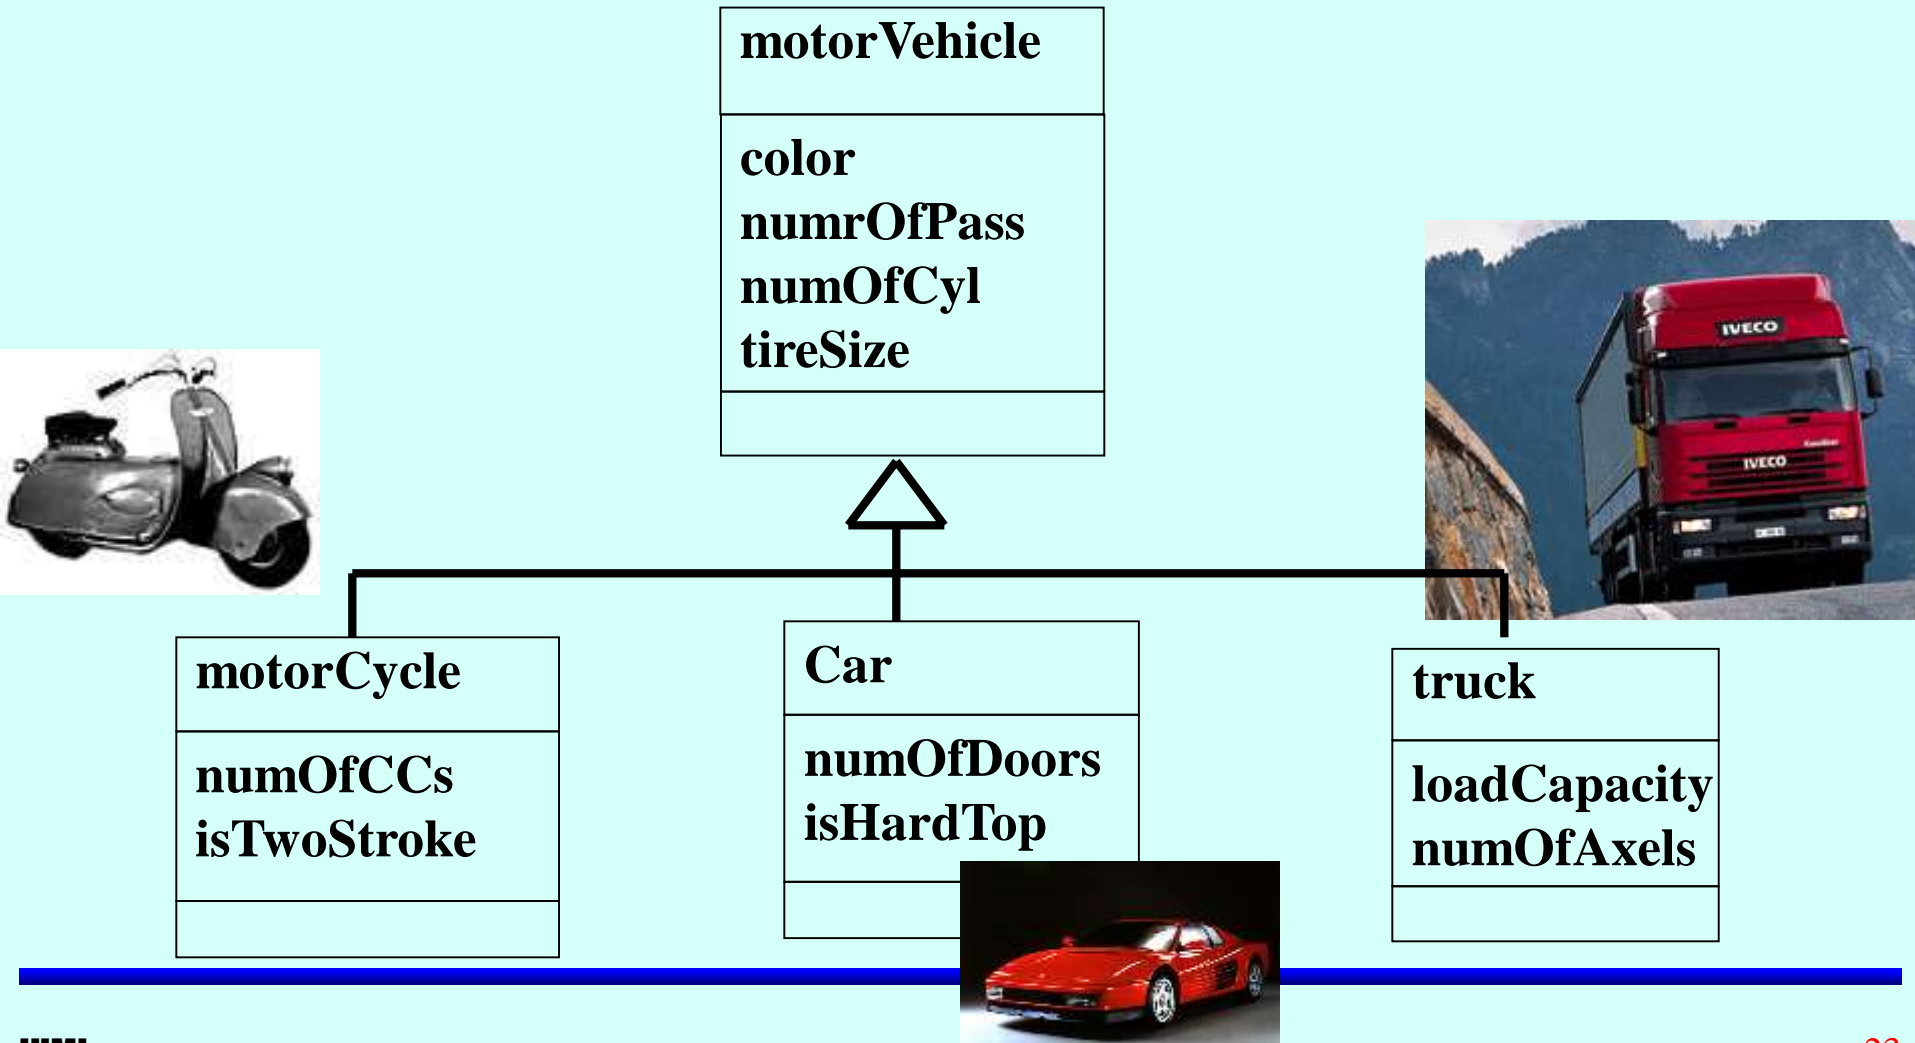 motorVehicle
color
numrOfPass
numOfCyl
tireSize
IVECO
IVECO
motorCycle
numOfCCs
isTwoStroke
Car
numOfDoors
isHardTop
truck
loadCapacity
numOfAxels